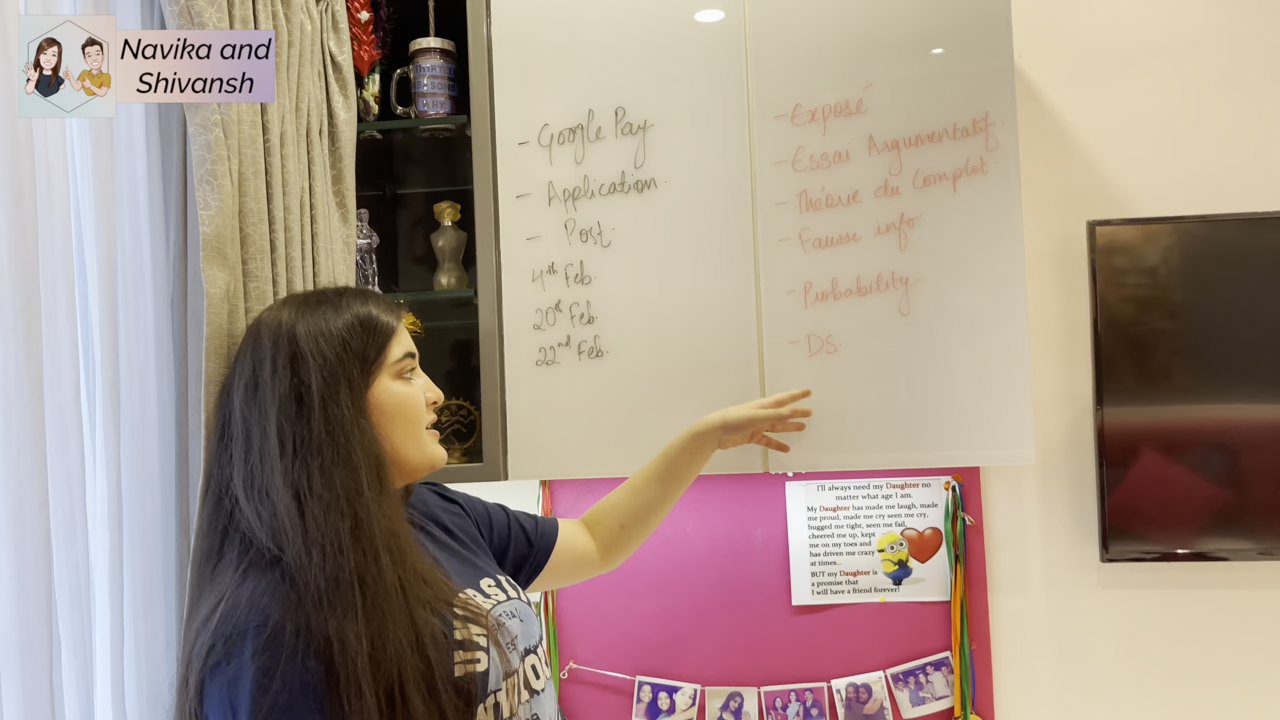 Navika and
Shivansh
- Google Pay
- Application
- Post
4th Feb.
20th Feb.
22nd Feb.
- Exposé
- Essai Argumentatif
- Théorie du Complot
- Fausse info
- Probability
- DS.
I'll always need my Daughter no
matter what age I am.
My Daughter has made me laugh, made
me proud, made me cry seen me cry,
hugged me tight, seen me fail,
cheered me up, kept
me on my toes and
has driven me crazy
at times...
BUT my Daughter is
a promise that
I will have a friend forever!